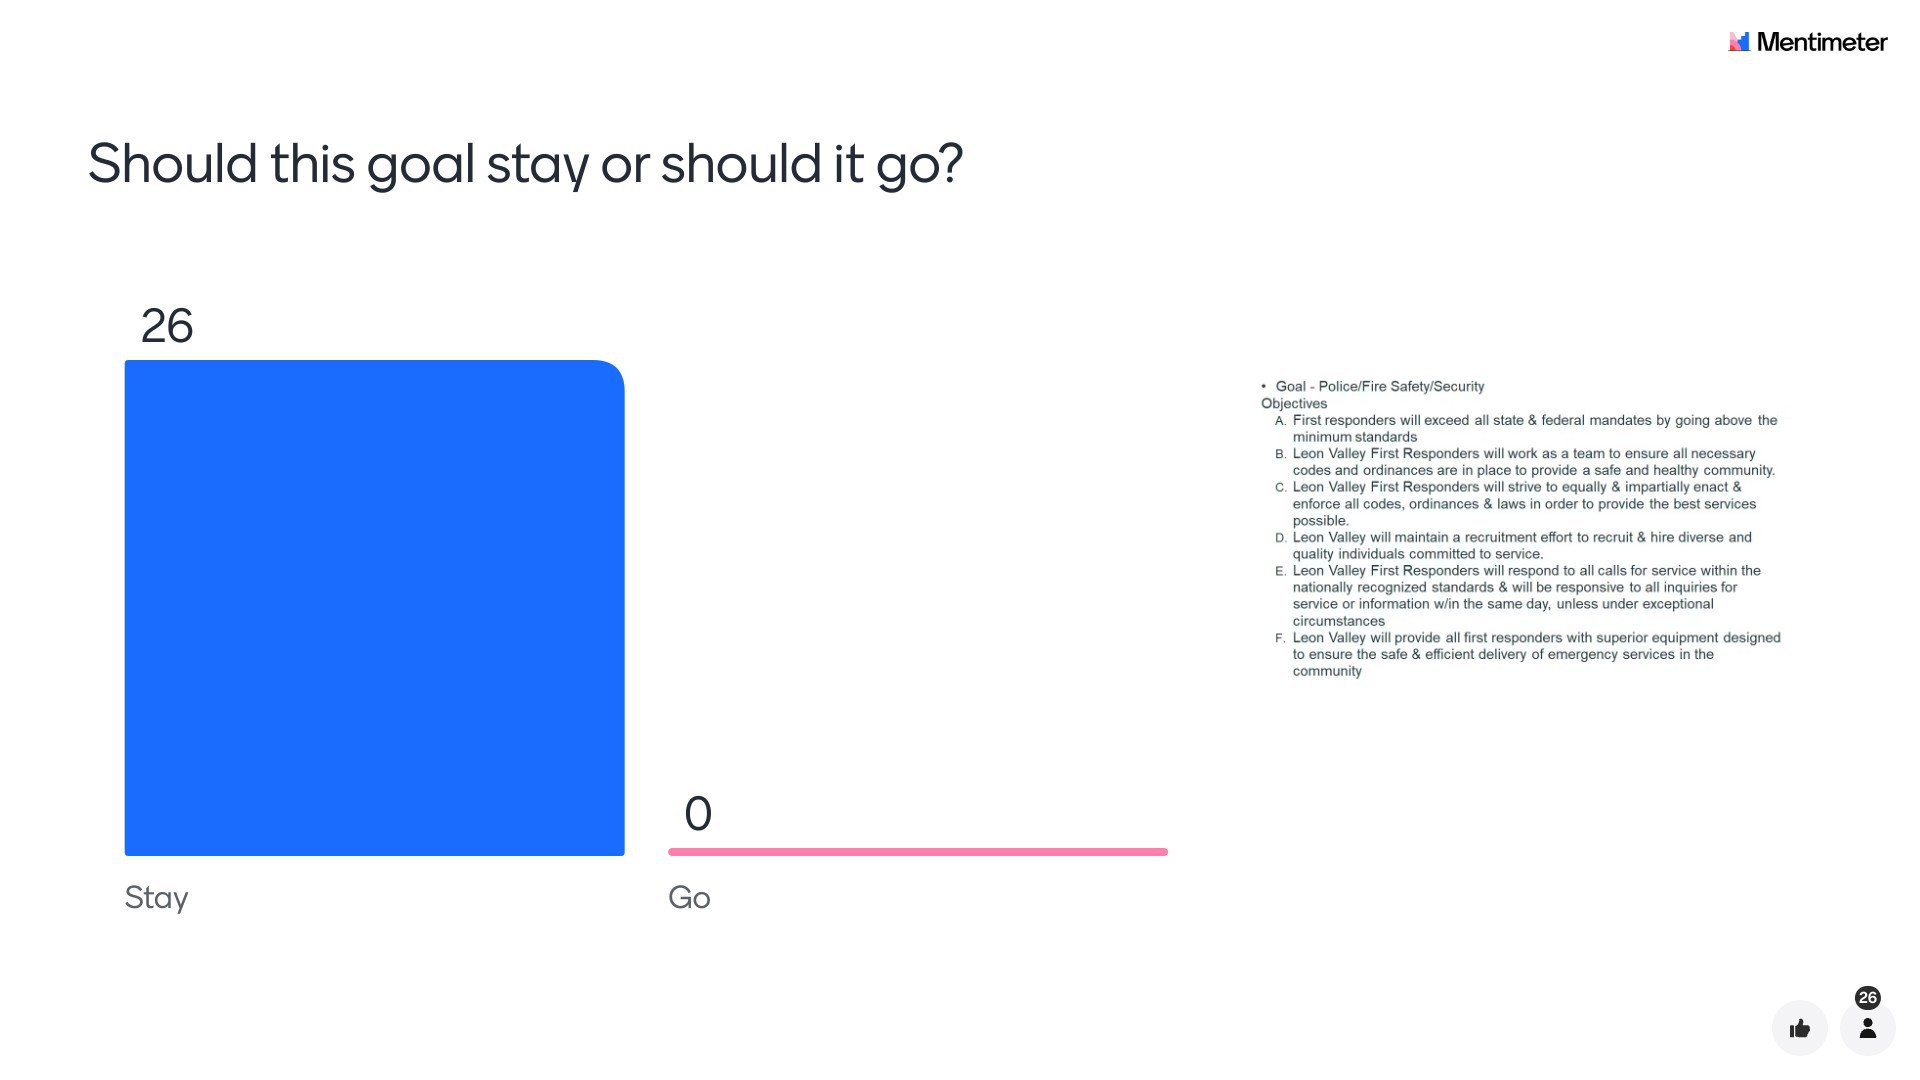 Mentimeter
Should this goal stay or should it go?
26
0
Stay
Go
• Goal - Police/Fire Safety/Security
Objectives
A. First responders will exceed all state & federal mandates by going above the
minimum standards
B. Leon Valley First Responders will work as a team to ensure all necessary
codes and ordinances are in place to provide a safe and healthy community.
C. Leon Valley First Responders will strive to equally & impartially enact &
enforce all codes, ordinances & laws in order to provide the best services
possible.
D. Leon Valley will maintain a recruitment effort to recruit & hire diverse and
quality individuals committed to service.
E. Leon Valley First Responders will respond to all calls for service within the
nationally recognized standards & will be responsive to all inquiries for
service or information w/in the same day, unless under exceptional
circumstances
F. Leon Valley will provide all first responders with superior equipment designed
to ensure the safe & efficient delivery of emergency services in the
community
26